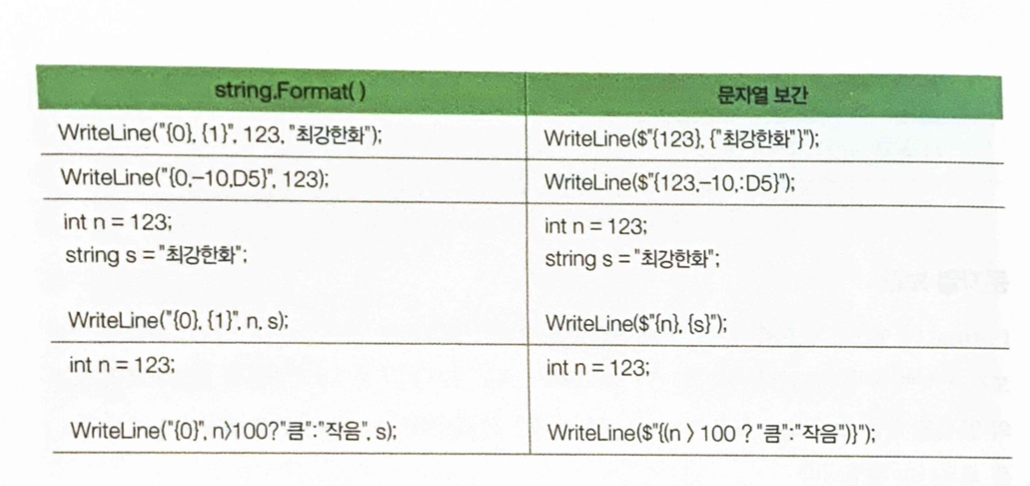 string.Format( )
문자열 보간
WriteLine("{0}, {1}", 123, "최강한화");
WriteLine($"{123}, {"최강한화"}");
WriteLine("{0,-10,D5}", 123);
WriteLine($"{123,-10,:D5}");
int n = 123;
string s = "최강한화";
WriteLine("{0}, {1}", n, s);
int n = 123;
string s = "최강한화";
WriteLine($"{n}, {s}");
int n = 123;
WriteLine("{0}", n>100?"큼":"작음", s);
int n = 123;
WriteLine($"{(n > 100 ? "큼":"작음")}");